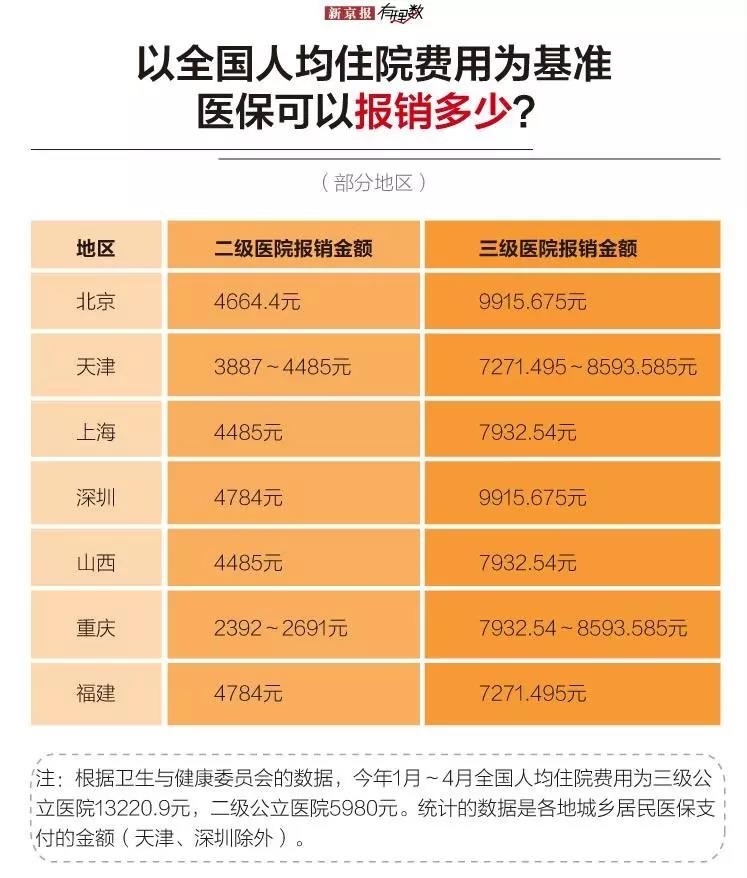 新京报 有理数
以全国人均住院费用为基准
医保可以报销多少?
（部分地区）
地区 二级医院报销金额 三级医院报销金额
北京 4664.4元 9915.675元
天津 3887～4485元 7271.495～8593.585元
上海 4485元 7932.54元
深圳 4784元 9915.675元
山西 4485元 7932.54元
重庆 2392～2691元 7932.54～8593.585元
福建 4784元 7271.495元
注：根据卫生与健康委员会的数据，今年1月～4月全国人均住院费用为三级公
立医院13220.9元，二级公立医院5980元。统计的数据是各地城乡居民医保支
付的金额（天津、深圳除外）。